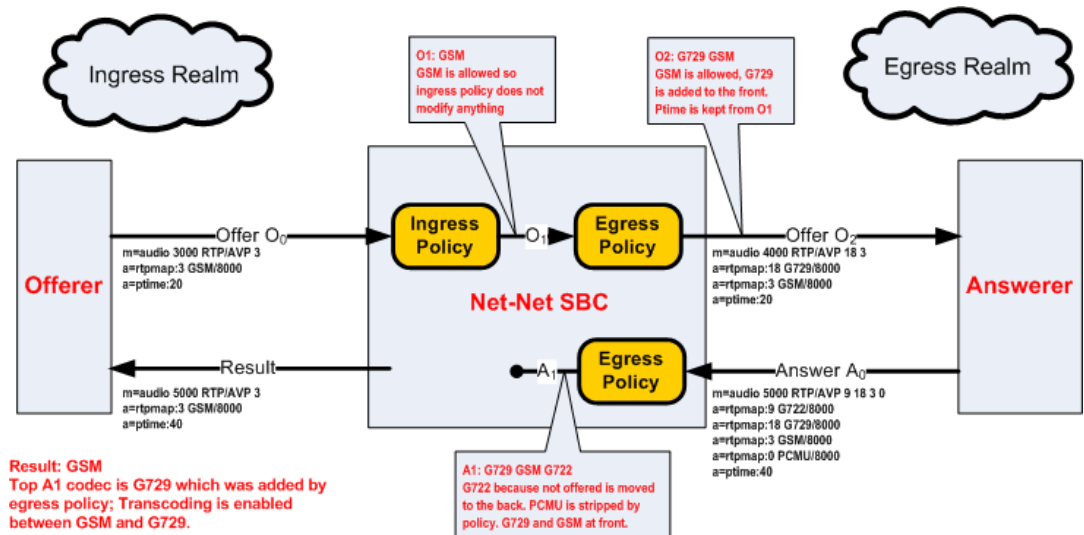 Ingress Realm
Egress Realm
O1: GSM
GSM is allowed so
ingress policy does not
modify anything
O2: G729 GSM
GSM is allowed, G729
is added to the front.
Ptime is kept from O1
Offerer
Offer O0
m=audio 3000 RTP/AVP 3
a=rtpmap:3 GSM/8000
a=ptime:20
Ingress
Policy
O1
Egress
Policy
Offer O2
m=audio 4000 RTP/AVP 18 3
a=rtpmap:18 G729/8000
a=rtpmap:3 GSM/8000
a=ptime:20
Answerer
Net-Net SBC
Result
m=audio 5000 RTP/AVP 3
a=rtpmap:3 GSM/8000
a=ptime:40
A1
Egress
Policy
Answer A0
m=audio 5000 RTP/AVP 9 18 3 0
a=rtpmap:9 G722/8000
a=rtpmap:18 G729/8000
a=rtpmap:3 GSM/8000
a=rtpmap:0 PCMU/8000
a=ptime:40
Result: GSM
Top A1 codec is G729 which was added by
egress policy; Transcoding is enabled
between GSM and G729.
A1: G729 GSM G722
G722 because not offered is moved
to the back. PCMU is stripped by
policy. G729 and GSM at front.